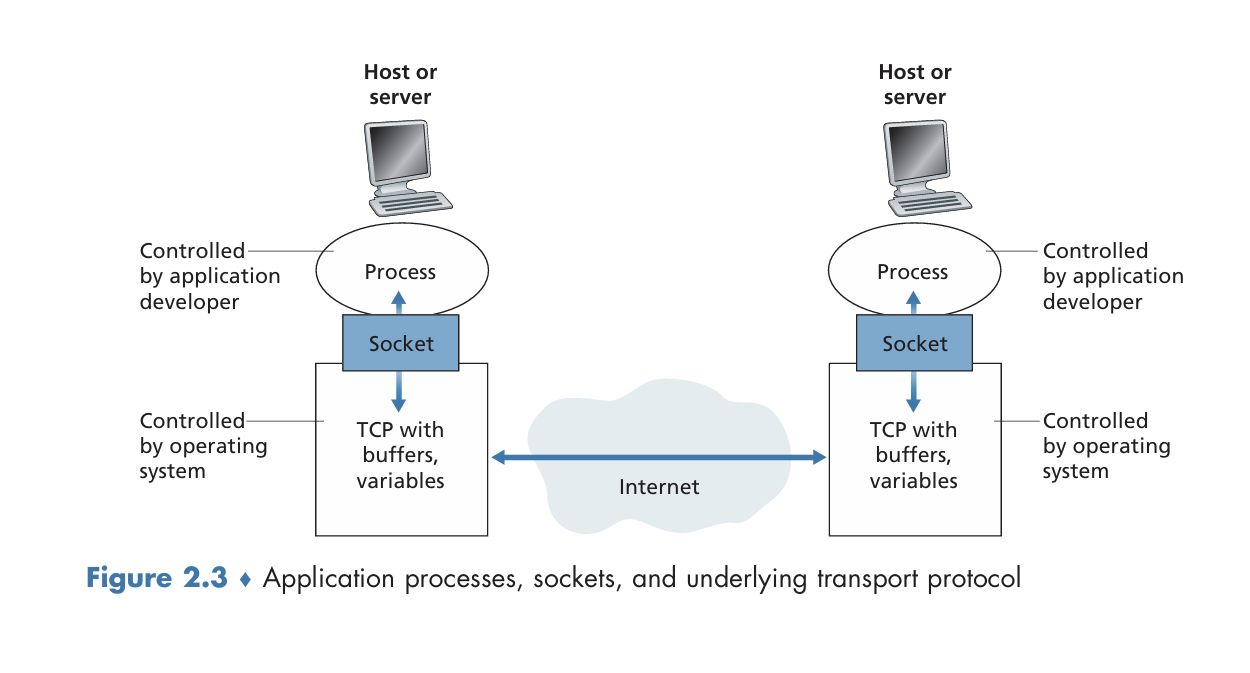 Host or
server
Host or
server
Controlled
by application
developer
Process
Process
Controlled
by application
developer
Socket
Socket
Controlled
by operating
system
TCP with
buffers,
variables
Internet
TCP with
buffers,
variables
Controlled
by operating
system
Figure 2.3 ♦ Application processes, sockets, and underlying transport protocol